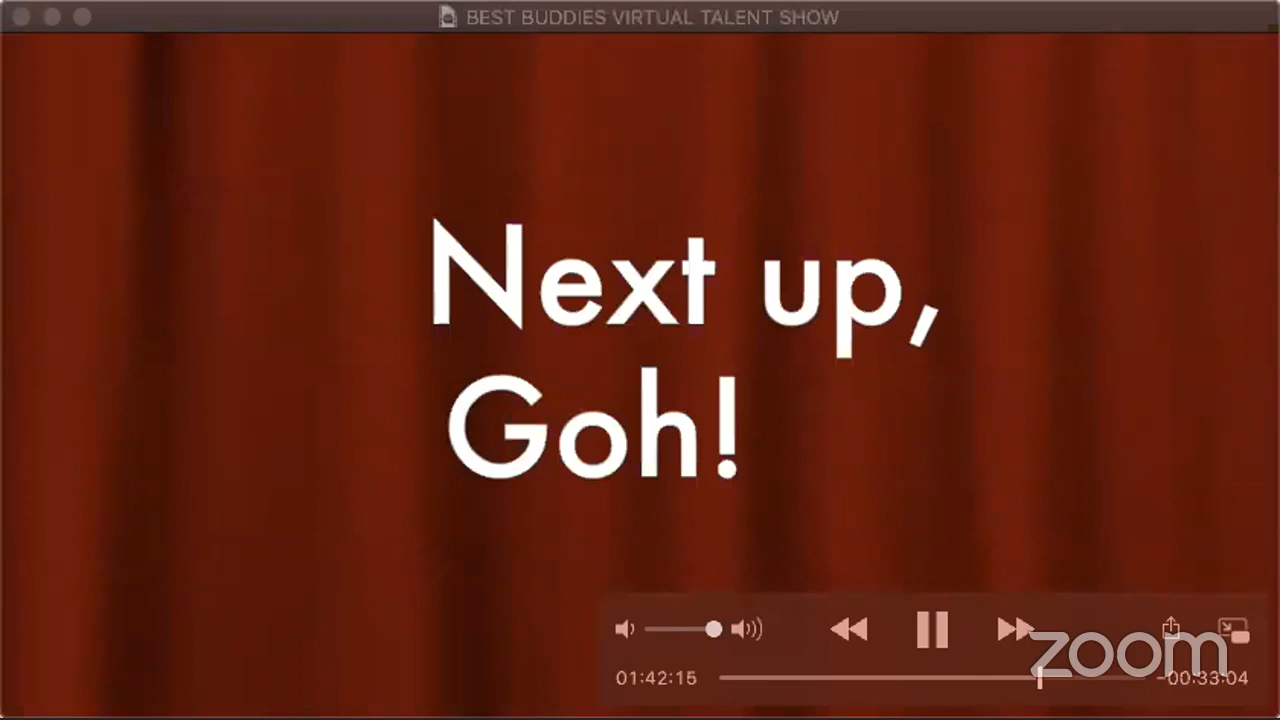 BEST BUDDIES VIRTUAL TALENT SHOW
Next up,
Goh!
01:42:15
-00:33:04
zoom